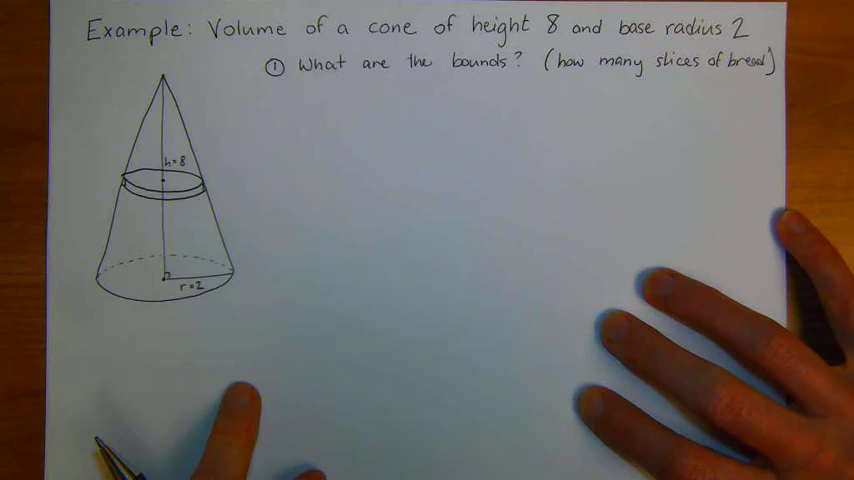 Example: Volume of a cone of height 8 and base radius 2
① What are the bounds? (how many slices of bread)
h=8
r=2